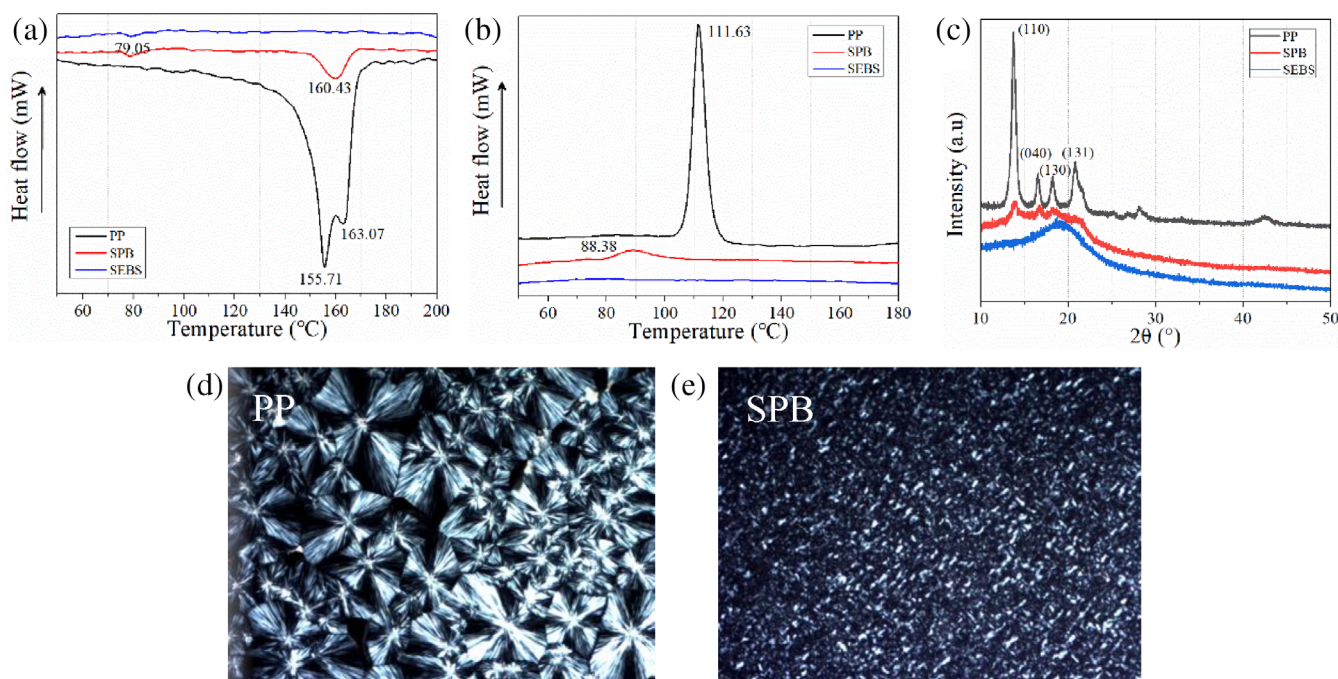 (a)
79.05
160.43
163.07
155.71
PP
SPB
SEBS
Heat flow (mW)
60 80 100 120 140 160 180 200
Temperature (°C)
(b)
111.63
88.38
PP
SPB
SEBS
Heat flow (mW)
60 80 100 120 140 160 180
Temperature (°C)
(c)
(110)
(040)
(130)
(131)
PP
SPB
SEBS
Intensity (a.u)
10 20 30 40 50
2θ (°)
(d)
PP
(e)
SPB